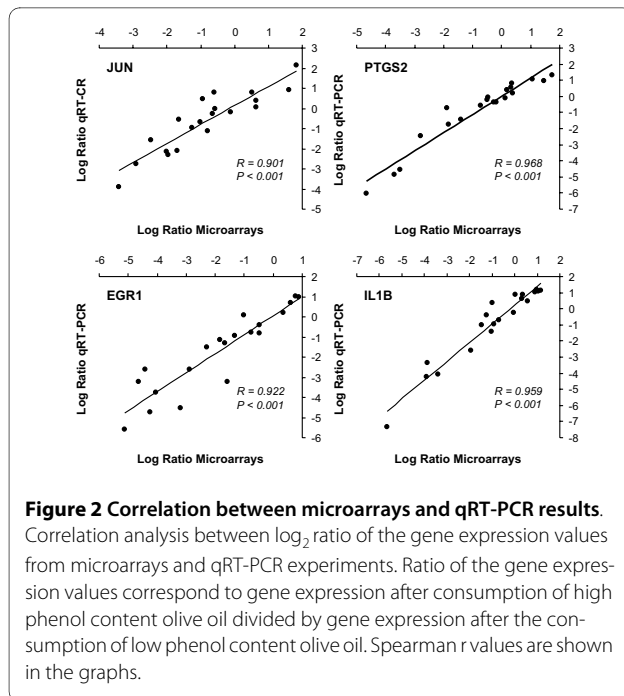 -4 -3 -2 -1 0 1 2
JUN
3
2
1
0
-1
-2
-3
-4
-5
Log Ratio qRT-CR
R = 0.901
P < 0.001
Log Ratio Microarrays
-5 -4 -3 -2 -1 0 1 2
PTGS2
3
2
1
0
-1
-2
-3
-4
-5
-6
-7
Log Ratio qRT-PCR
R = 0.968
P < 0.001
Log Ratio Microarrays
-6 -5 -4 -3 -2 -1 0 1
EGR1
2
1
0
-1
-2
-3
-4
-5
-6
Log Ratio qRT-PCR
R = 0.922
P < 0.001
Log Ratio Microarrays
-7 -6 -5 -4 -3 -2 -1 0 1 2
IL1B
2
1
0
-1
-2
-3
-4
-5
-6
-7
-8
Log Ratio qRT-PCR
R = 0.959
P < 0.001
Log Ratio Microarrays
Figure 2 Correlation between microarrays and qRT-PCR results.
Correlation analysis between log2 ratio of the gene expression values
from microarrays and qRT-PCR experiments. Ratio of the gene expres-
sion values correspond to gene expression after consumption of high
phenol content olive oil divided by gene expression after the con-
sumption of low phenol content olive oil. Spearman r values are shown
in the graphs.